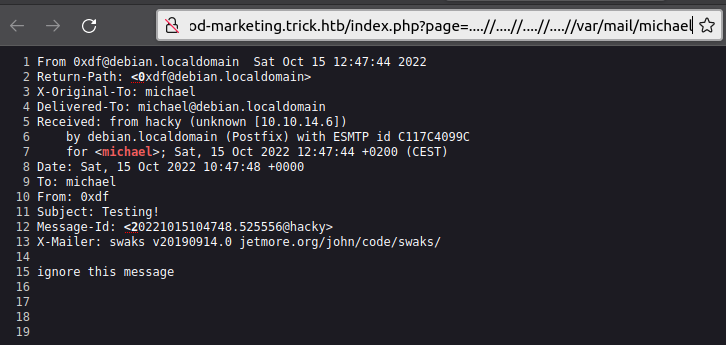 od-marketing.trick.htb/index.php?page=....//....//....//....//var/mail/michael
1 From 0xdf@debian.localdomain  Sat Oct 15 12:47:44 2022
2 Return-Path: <0xdf@debian.localdomain>
3 X-Original-To: michael
4 Delivered-To: michael@debian.localdomain
5 Received: from hacky (unknown [10.10.14.6])
6     by debian.localdomain (Postfix) with ESMTP id C117C4099C
7     for <michael>; Sat, 15 Oct 2022 12:47:44 +0200 (CEST)
8 Date: Sat, 15 Oct 2022 10:47:48 +0000
9 To: michael
10 From: 0xdf
11 Subject: Testing!
12 Message-Id: <20221015104748.525556@hacky>
13 X-Mailer: swaks v20190914.0 jetmore.org/john/code/swaks/
14
15 ignore this message
16
17
18
19